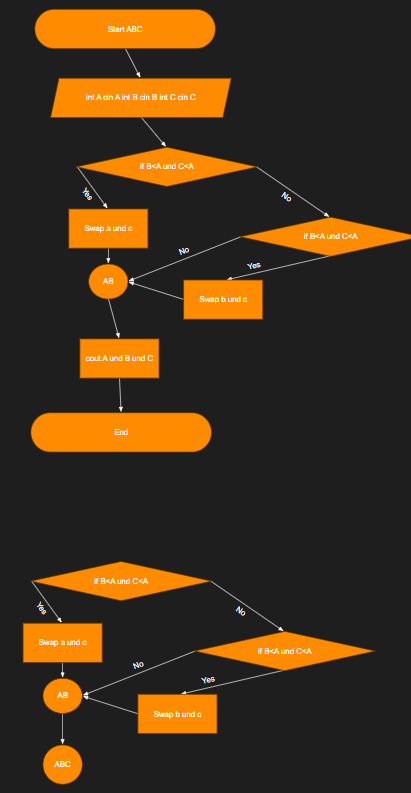 Start ABC
int A cin A int B cin B int C cin C
if B<A und C<A
Yes
No
Swap a und c
if B<A und C<A
No
Yes
AB
Swap b und c
cout A und B und C
End
if B<A und C<A
Yes
No
Swap a und c
if B<A und C<A
No
Yes
AB
Swap b und c
ABC